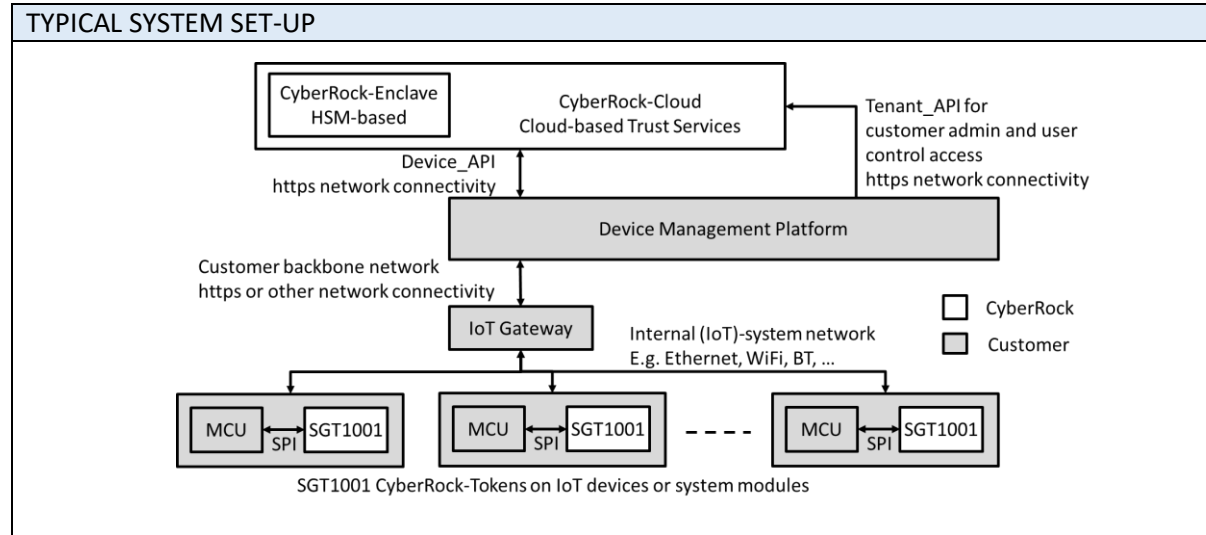 TYPICAL SYSTEM SET-UP
CyberRock-Enclave
HSM-based
CyberRock-Cloud
Cloud-based Trust Services
Tenant_API for
customer admin and user
control access
https network connectivity
Device_API
https network connectivity
Device Management Platform
Customer backbone network
https or other network connectivity
IoT Gateway
Internal (IoT)-system network
E.g. Ethernet, WiFi, BT, ...
CyberRock
Customer
MCU
SPI
SGT1001
MCU
SPI
SGT1001
MCU
SPI
SGT1001
SGT1001 CyberRock-Tokens on IoT devices or system modules